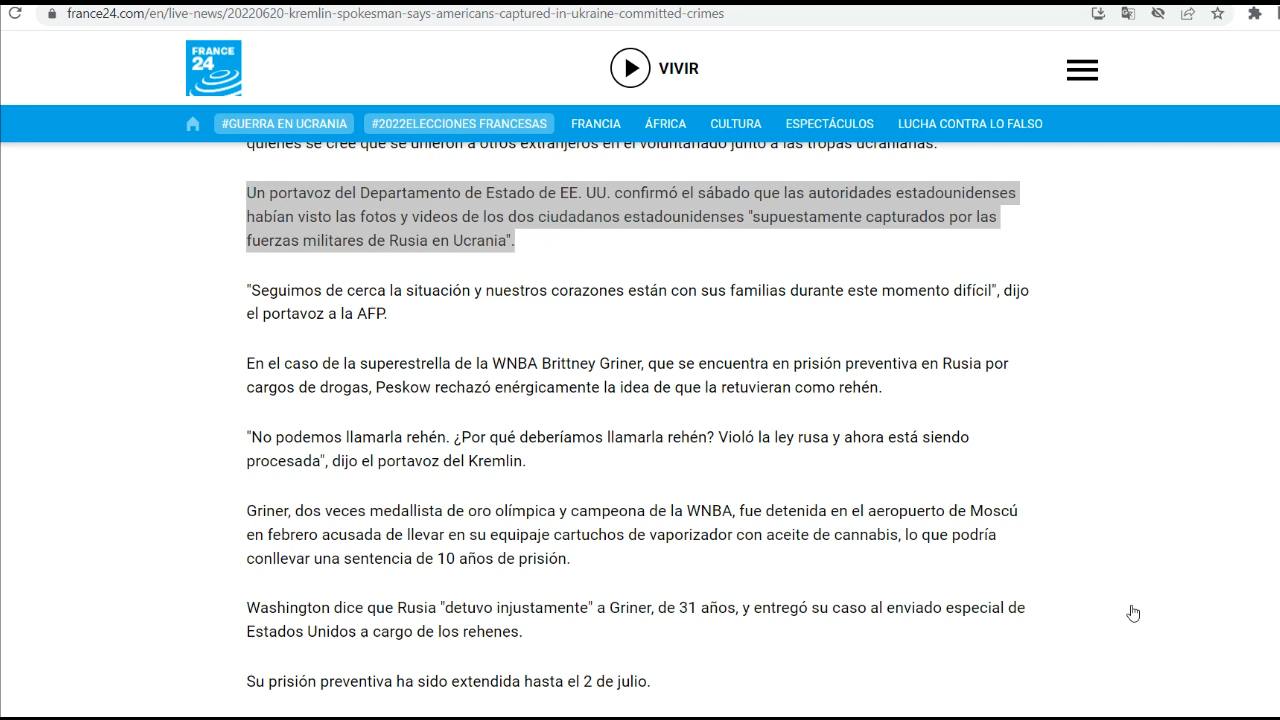 france24.com/en/live-news/20220620-kremlin-spokesman-says-americans-captured-in-ukraine-committed-crimes
FRANCE
24
VIVIR
#GUERRA EN UCRANIA #2022ELECCIONES FRANCESAS FRANCIA ÁFRICA CULTURA ESPECTÁCULOS LUCHA CONTRA LO FALSO
quienes se cree que se unieron a otros extranjeros en el voluntariado junto a las tropas ucranianas.
Un portavoz del Departamento de Estado de EE. UU. confirmó el sábado que las autoridades estadounidenses
habían visto las fotos y videos de los dos ciudadanos estadounidenses "supuestamente capturados por las
fuerzas militares de Rusia en Ucrania".
"Seguimos de cerca la situación y nuestros corazones están con sus familias durante este momento difícil", dijo
el portavoz a la AFP.
En el caso de la superestrella de la WNBA Brittney Griner, que se encuentra en prisión preventiva en Rusia por
cargos de drogas, Peskow rechazó enérgicamente la idea de que la retuvieran como rehén.
"No podemos llamarla rehén. ¿Por qué deberíamos llamarla rehén? Violó la ley rusa y ahora está siendo
procesada", dijo el portavoz del Kremlin.
Griner, dos veces medallista de oro olímpica y campeona de la WNBA, fue detenida en el aeropuerto de Moscú
en febrero acusada de llevar en su equipaje cartuchos de vaporizador con aceite de cannabis, lo que podría
conllevar una sentencia de 10 años de prisión.
Washington dice que Rusia "detuvo injustamente" a Griner, de 31 años, y entregó su caso al enviado especial de
Estados Unidos a cargo de los rehenes.
Su prisión preventiva ha sido extendida hasta el 2 de julio.